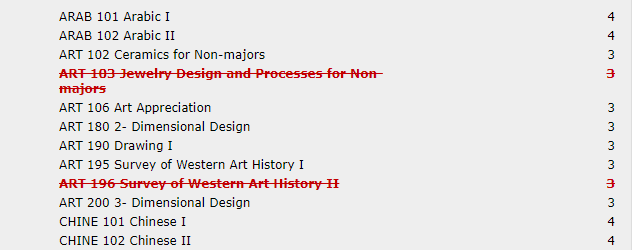 ARAB 101 Arabic I 4
ARAB 102 Arabic II 4
ART 102 Ceramics for Non-majors 3
ART 103 Jewelry Design and Processes for Non- 3
majors
ART 106 Art Appreciation 3
ART 180 2- Dimensional Design 3
ART 190 Drawing I 3
ART 195 Survey of Western Art History I 3
ART 196 Survey of Western Art History II 3
ART 200 3- Dimensional Design 3
CHINE 101 Chinese I 4
CHINE 102 Chinese II 4